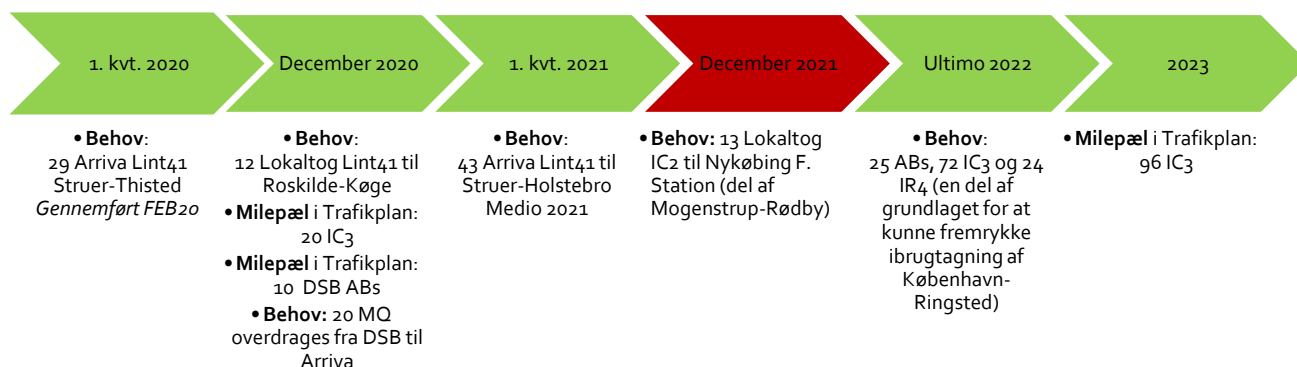 1. kvt. 2020
December 2020
1. kvt. 2021
December 2021
Ultimo 2022
2023
• Behov:
29 Arriva Lint41
Struer-Thisted
Gennemført FEB20
• Behov:
12 Lokaltog Lint41 til
Roskilde-Køge
• Milepæl i Trafikplan:
20 IC3
• Milepæl i Trafikplan:
10 DSB ABs
• Behov: 20 MQ
overdrages fra DSB til
Arriva
• Behov:
43 Arriva Lint41 til
Struer-Holstebro
Medio 2021
• Behov: 13 Lokaltog
IC2 til Nykøbing F.
Station (del af
Mogenstrup-Rødby)
• Behov:
25 ABs, 72 IC3 og 24
IR4 (en del af
grundlaget for at
kunne fremrykke
ibrugtagning af
København-
Ringsted)
• Milepæl i Trafikplan:
96 IC3